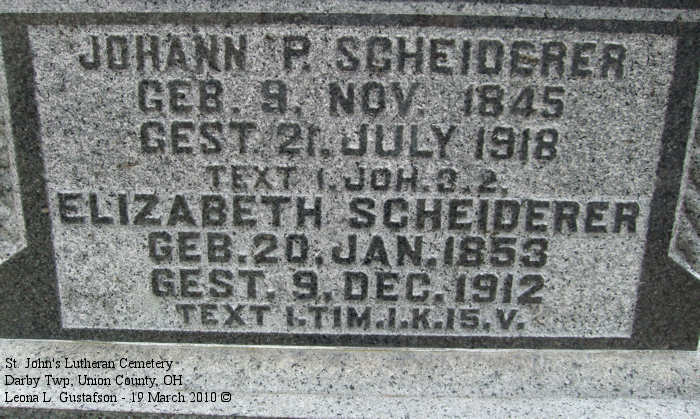 JOHANN P. SCHEIDERER
GEB. 9. NOV. 1845
GEST. 21. JULY 1918
TEXT 1. JOH. 3. 2.
ELIZABETH SCHEIDERER
GEB. 20. JAN. 1853
GEST. 9. DEC. 1912
TEXT 1. TIM. 1. K. 15. V.
St. John's Lutheran Cemetery
Darby Twp, Union County, OH
Leona L. Gustafson - 19 March 2010 ©